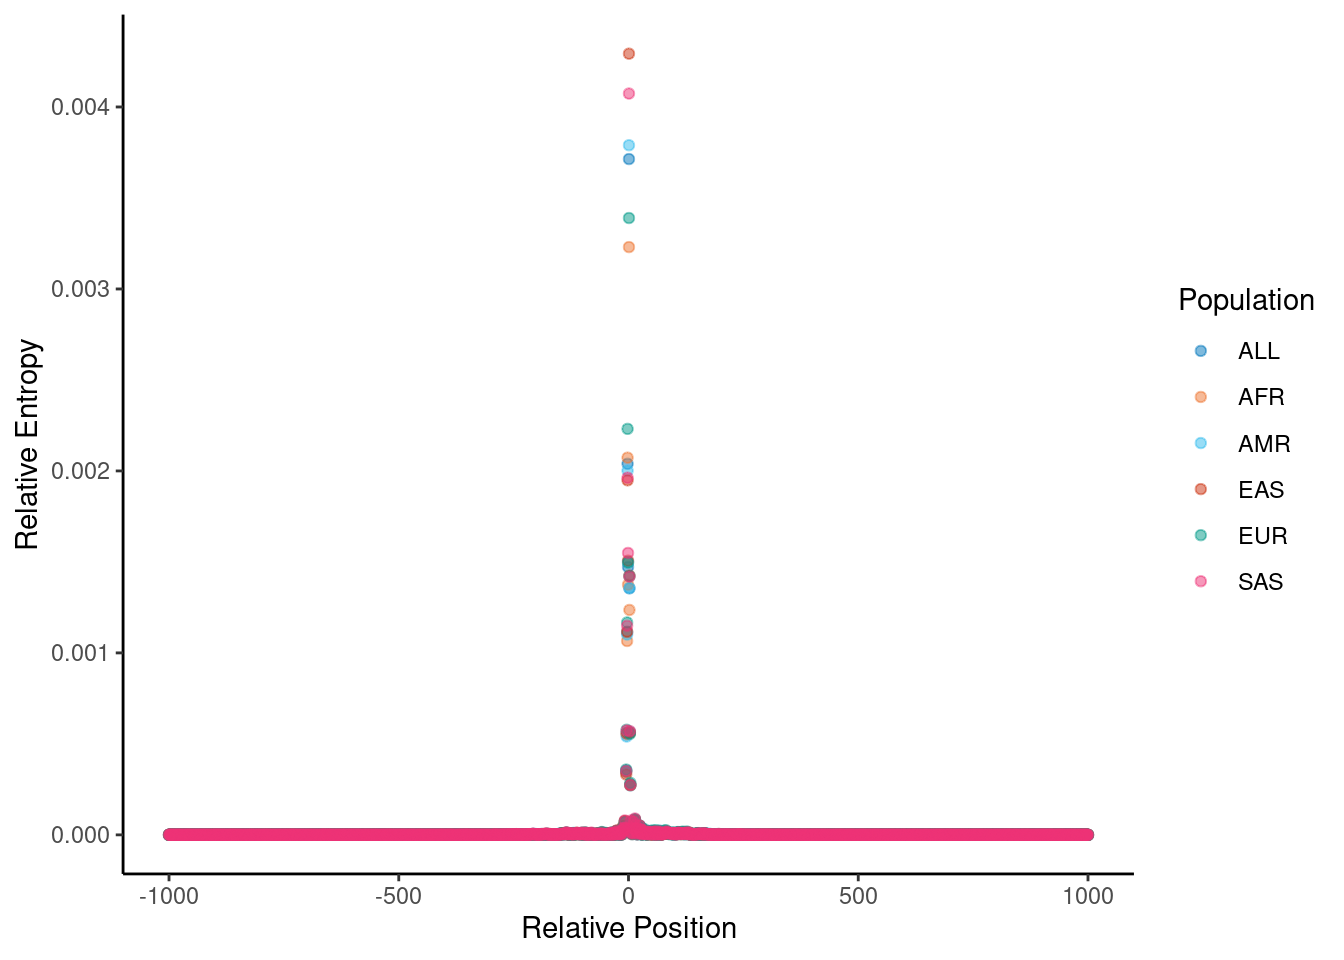 0.004
0.003
0.002
0.001
0.000
Relative Entropy
-1000
-500
0
500
1000
Relative Position
Population
ALL
AFR
AMR
EAS
EUR
SAS